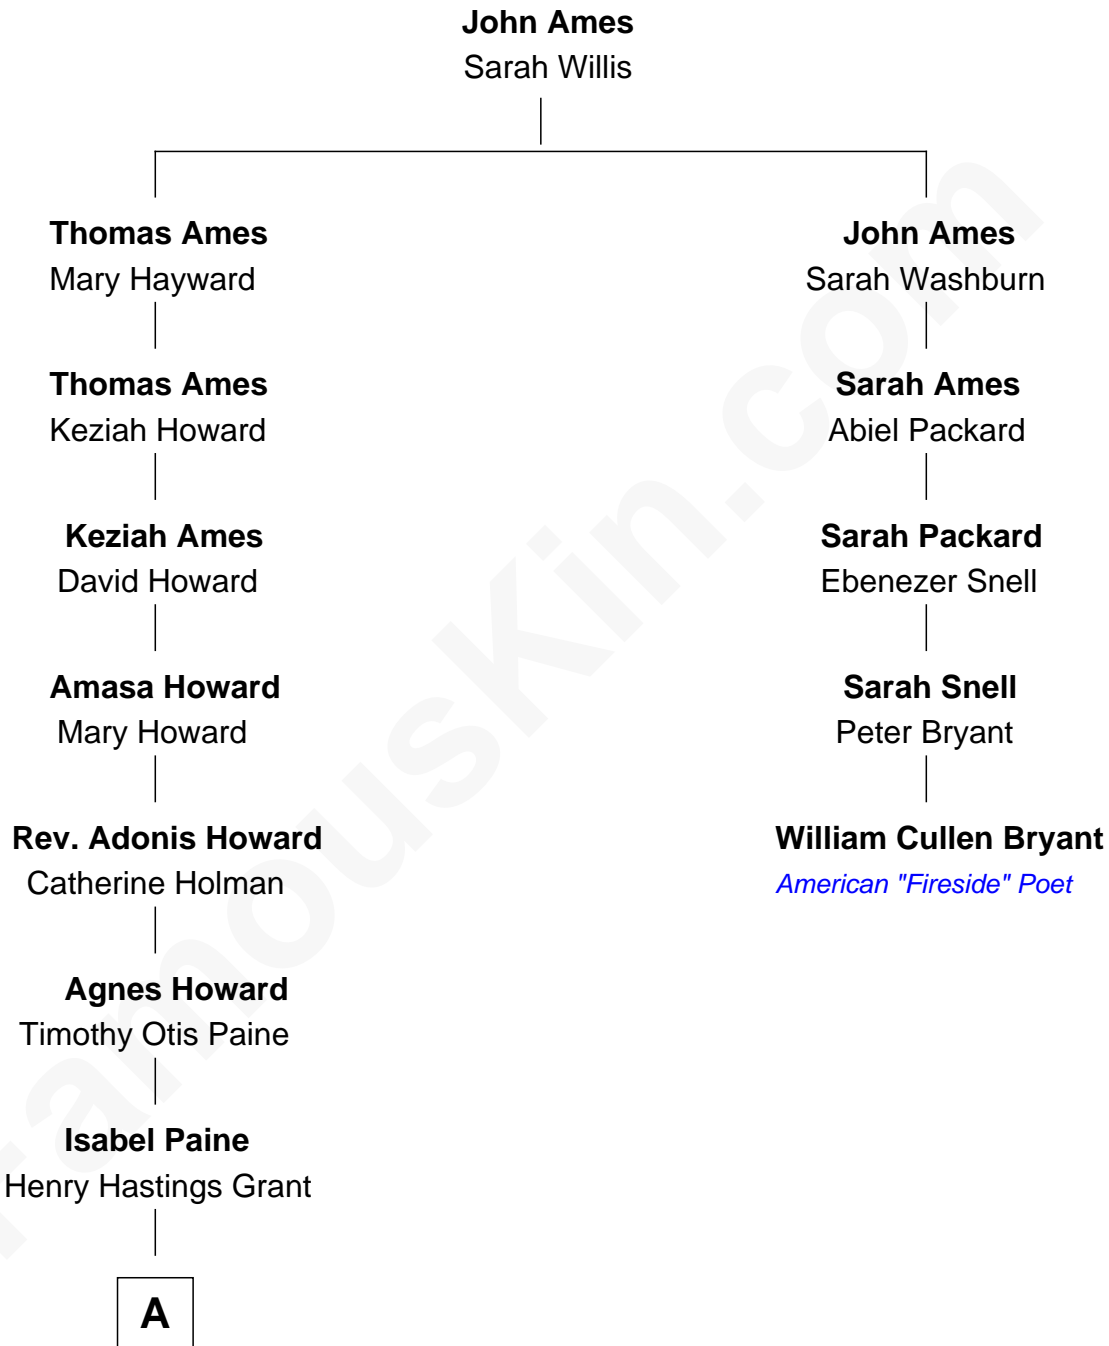 John Ames
Sarah Willis
Thomas Ames
Mary Hayward
Thomas Ames
Keziah Howard
Keziah Ames
David Howard
Amasa Howard
Mary Howard
Rev. Adonis Howard
Catherine Holman
Agnes Howard
Timothy Otis Paine
Isabel Paine
Henry Hastings Grant
A
John Ames
Sarah Washburn
Sarah Ames
Abiel Packard
Sarah Packard
Ebenezer Snell
Sarah Snell
Peter Bryant
William Cullen Bryant
American "Fireside" Poet
FamousKin.com